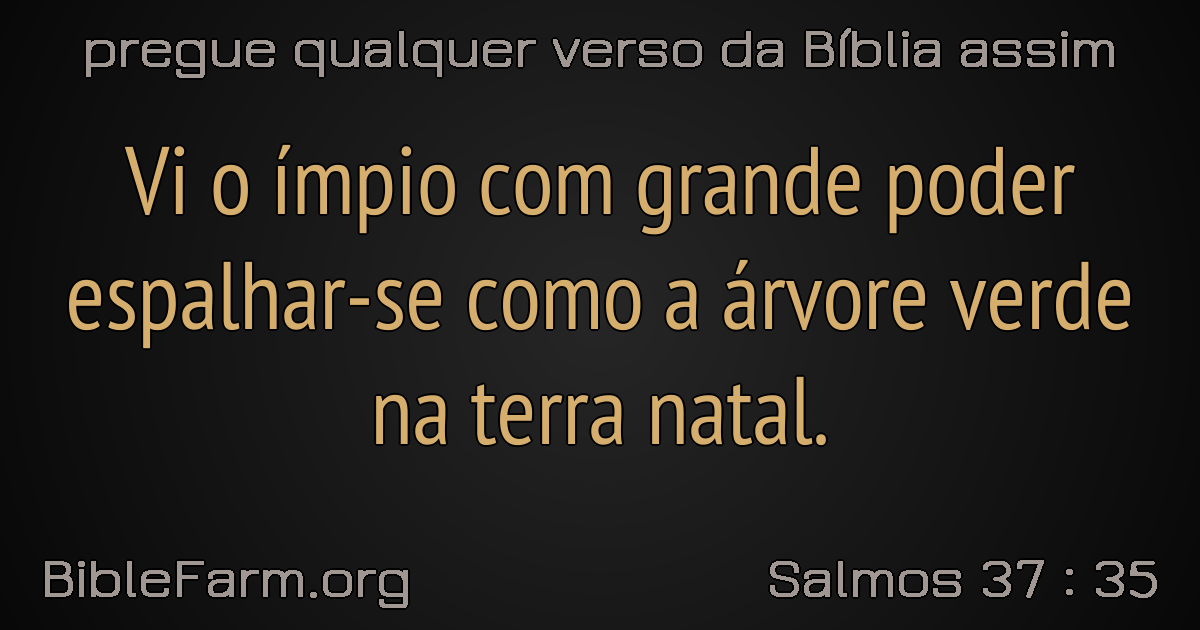 pregue qualquer verso da Bíblia assim
Vi o ímpio com grande poder
espalhar-se como a árvore verde
na terra natal.
BibleFarm.org
Salmos 37 : 35